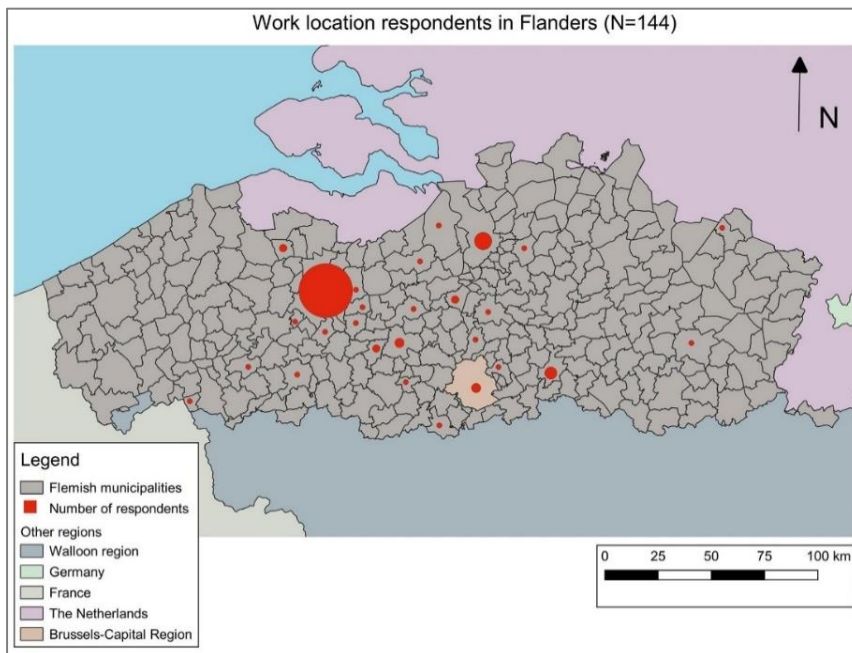 Work location respondents in Flanders (N=144)
N
Legend
Flemish municipalities
Number of respondents
Other regions
Walloon region
Germany
France
The Netherlands
Brussels-Capital Region
0 25 50 75 100 km